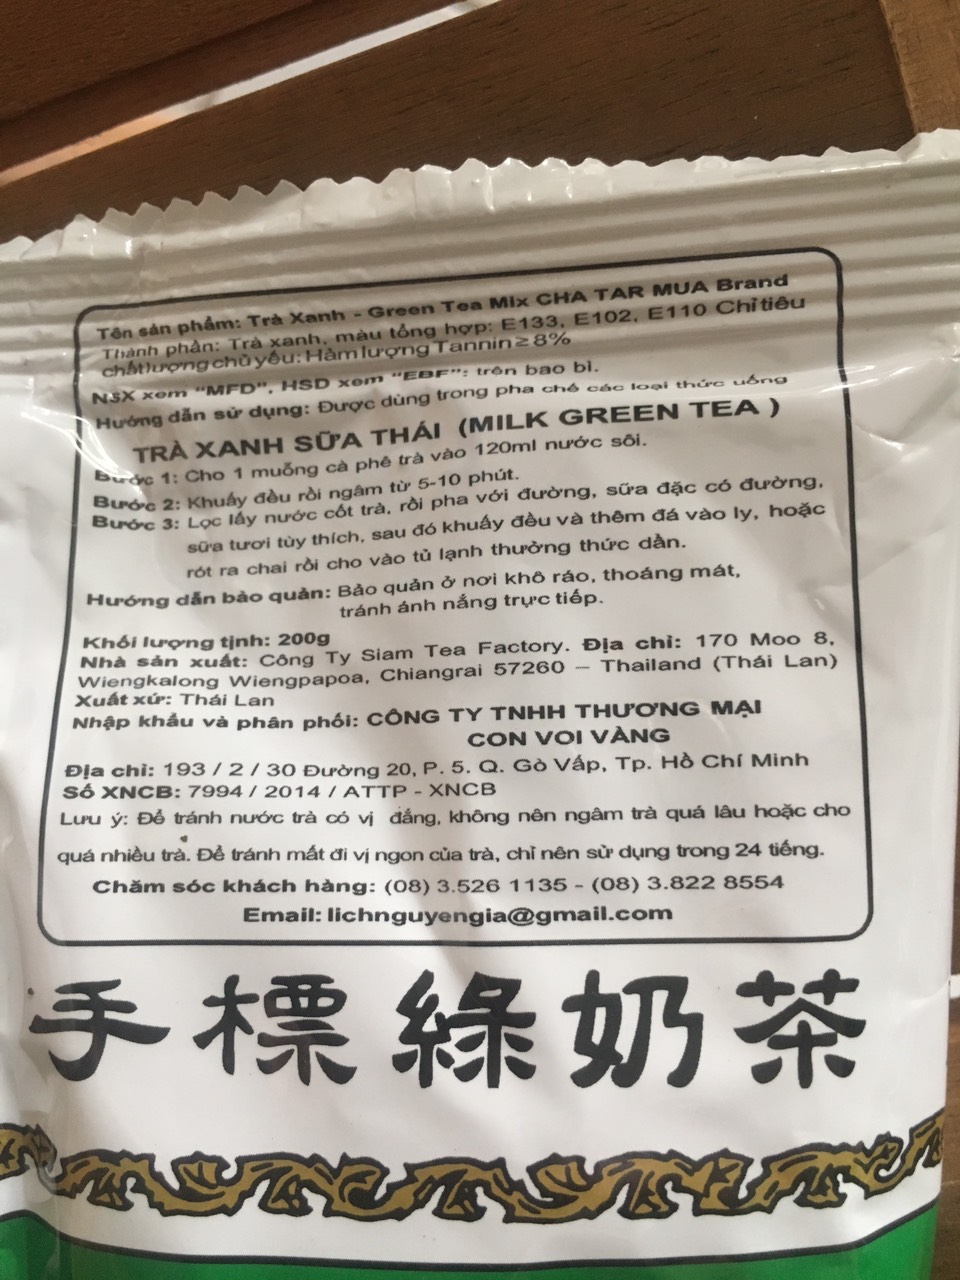 Tên sản phẩm: Trà Xanh - Green Tea Mix CHA TAR MUA Brand
Thành phần: Trà xanh, màu tổng hợp: E133, E102, E110 Chỉ tiêu
chất lượng chủ yếu: Hàm lượng Tannin ≥ 8%
NSX xem "MFD", HSD xem "EBF": trên bao bì.
Hướng dẫn sử dụng: Được dùng trong pha chế các loại thức uống
TRÀ XANH SỮA THÁI (MILK GREEN TEA )
Bước 1: Cho 1 muỗng cà phê trà vào 120ml nước sôi.
Bước 2: Khuấy đều rồi ngâm từ 5-10 phút.
Bước 3: Lọc lấy nước cốt trà, rồi pha với đường, sữa đặc có đường,
sữa tươi tùy thích, sau đó khuấy đều và thêm đá vào ly, hoặc
rót ra chai rồi cho vào tủ lạnh thưởng thức dần.
Hướng dẫn bảo quản: Bảo quản ở nơi khô ráo, thoáng mát,
tránh ánh nắng trực tiếp.
Khối lượng tịnh: 200g
Nhà sản xuất: Công Ty Siam Tea Factory. Địa chỉ: 170 Moo 8,
Wiengkalong Wiengpapoa, Chiangrai 57260 – Thailand (Thái Lan)
Xuất xứ: Thái Lan
Nhập khẩu và phân phối: CÔNG TY TNHH THƯƠNG MẠI
CON VOI VÀNG
Địa chỉ: 193 / 2 / 30 Đường 20, P. 5. Q. Gò Vấp, Tp. Hồ Chí Minh
Số XNCB: 7994 / 2014 / ATTP - XNCB
Lưu ý: Để tránh nước trà có vị đắng, không nên ngâm trà quá lâu hoặc cho
quá nhiều trà. Để tránh mất đi vị ngon của trà, chỉ nên sử dụng trong 24 tiếng.
Chăm sóc khách hàng: (08) 3.526 1135 - (08) 3.822 8554
Email: lichnguyengia@gmail.com
手標綠奶茶